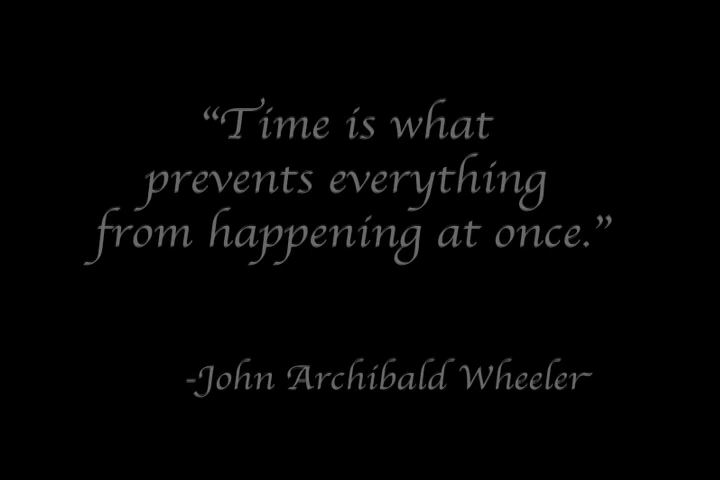 “Time is what
prevents everything
from happening at once.”
-John Archibald Wheeler